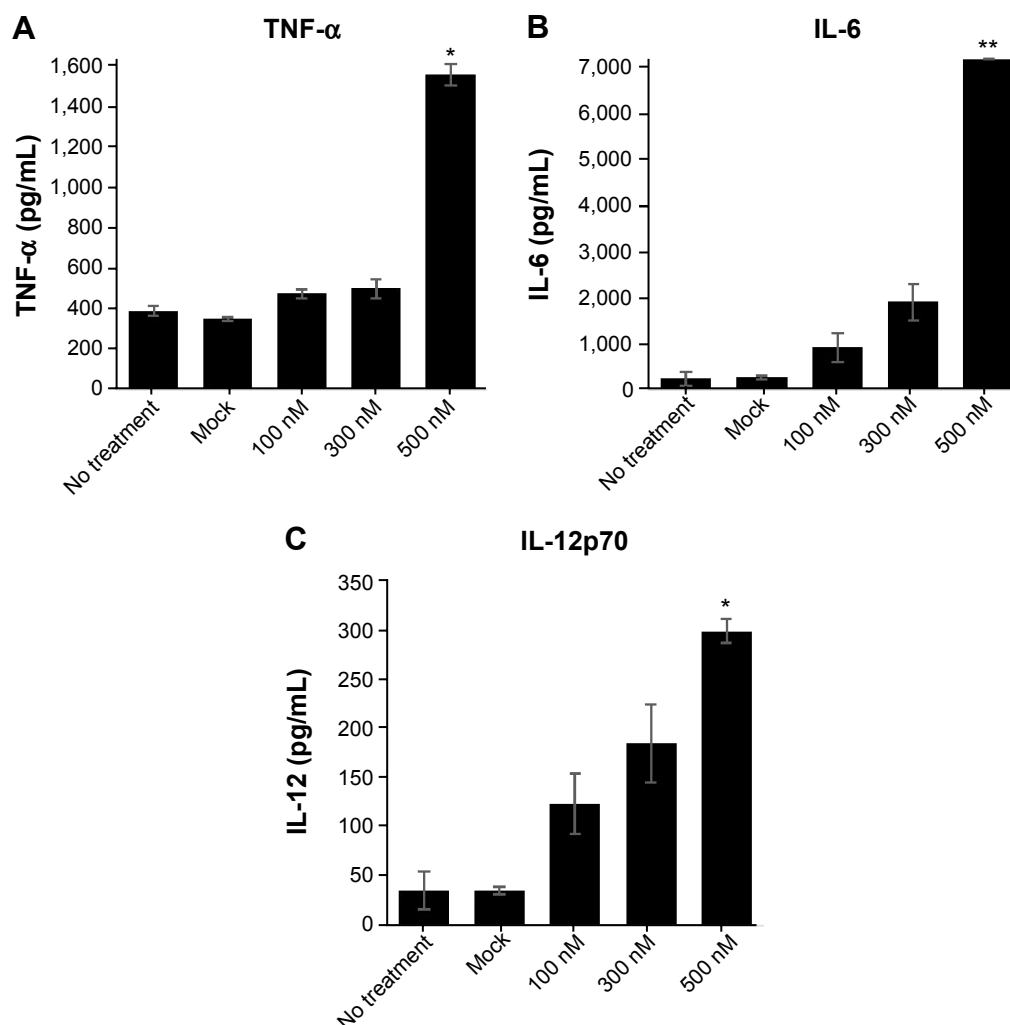 A
TNF-α
TNF-α (pg/mL)
1,600
1,400
1,200
1,000
800
600
400
200
0
*
No treatment
Mock
100 nM
300 nM
500 nM
B
IL-6
IL-6 (pg/mL)
7,000
6,000
5,000
4,000
3,000
2,000
1,000
0
**
No treatment
Mock
100 nM
300 nM
500 nM
C
IL-12p70
IL-12 (pg/mL)
350
300
250
200
150
100
50
0
*
No treatment
Mock
100 nM
300 nM
500 nM